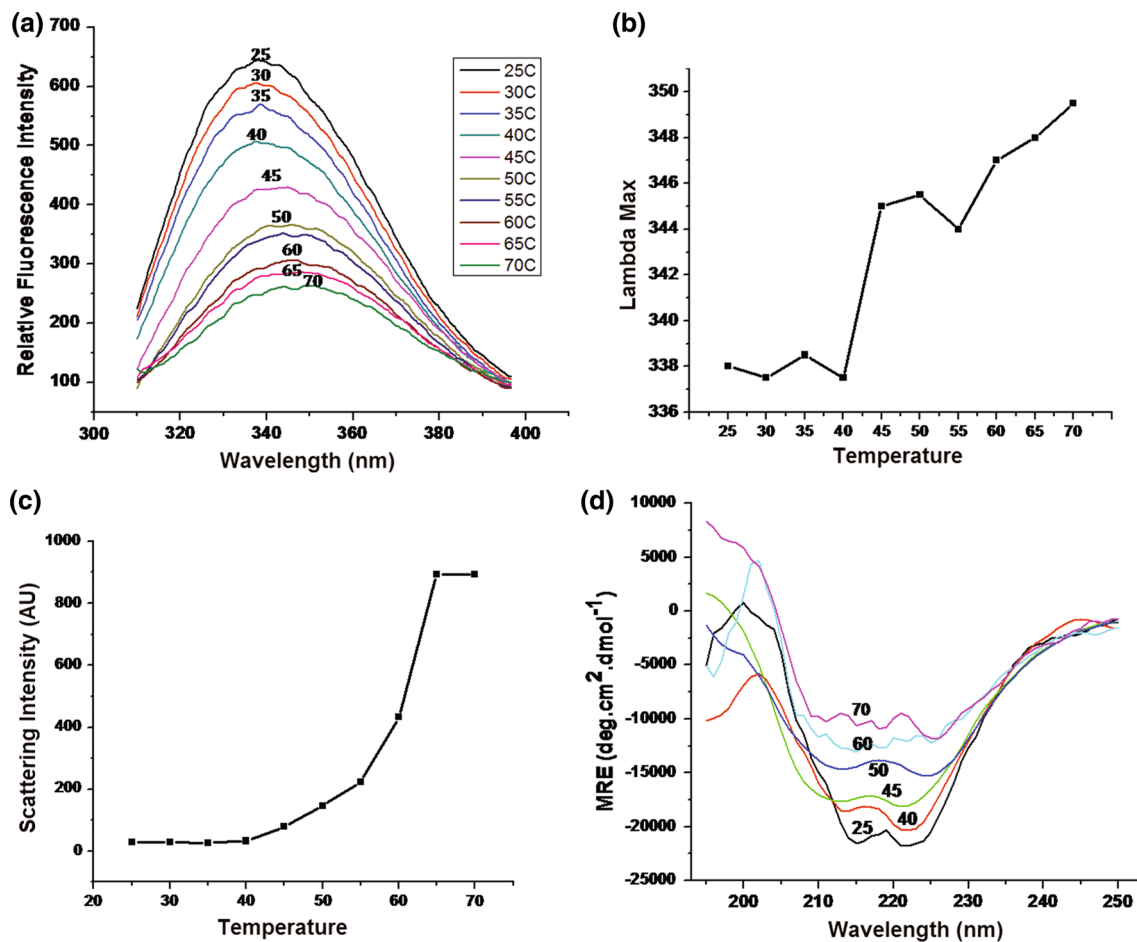 (a)
700
600
500
400
300
200
100
Relative Fluorescence Intensity
25
30
35
40
45
50
60
65
70
25C
30C
35C
40C
45C
50C
55C
60C
65C
70C
300 320 340 360 380 400
Wavelength (nm)
(b)
350
348
346
344
342
340
338
336
Lambda Max
25 30 35 40 45 50 55 60 65 70
Temperature
(c)
1000
800
600
400
200
0
Scattering Intensity (AU)
20 30 40 50 60 70
Temperature
(d)
10000
5000
0
-5000
-10000
-15000
-20000
-25000
MRE (deg.cm².dmol⁻¹)
70
60
50
45
25
40
200 210 220 230 240 250
Wavelength (nm)